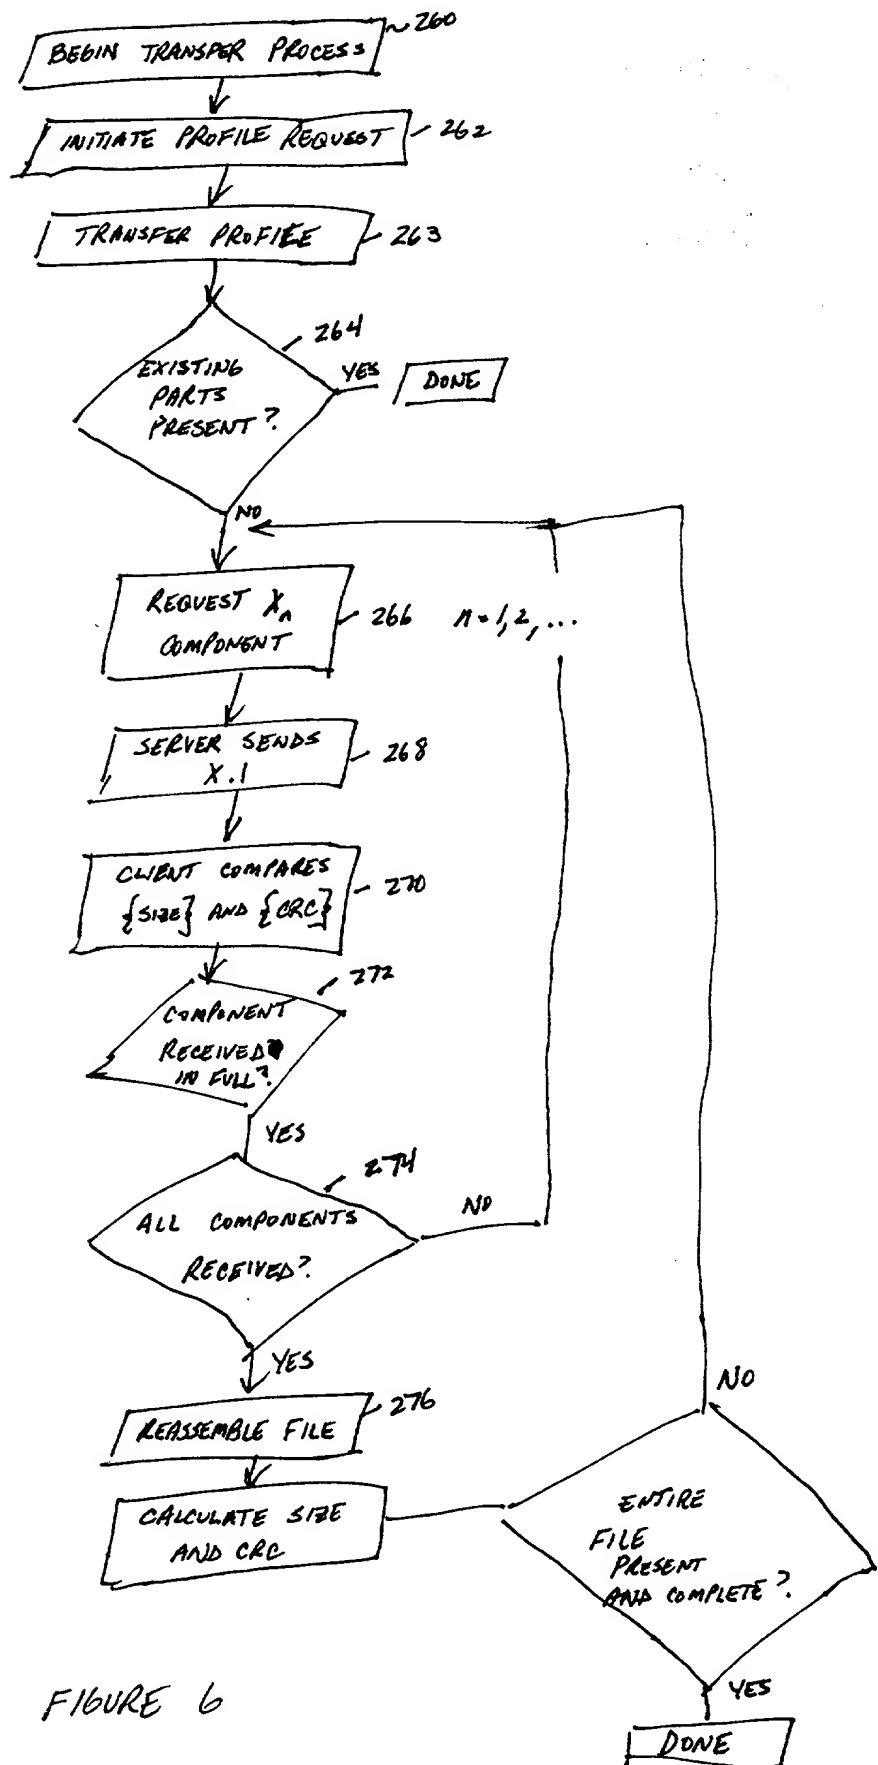 BEGIN TRANSFER PROCESS
260
INITIATE PROFILE REQUEST
262
TRANSFER PROFILE
263
264
EXISTING
PARTS
PRESENT?
YES
DONE
NO
REQUEST Xn
COMPONENT
266
n = 1, 2, ...
SERVER SENDS
X.1
268
CLIENT COMPARES
{SIZE} AND {CRC}
270
272
COMPONENT
RECEIVED
IN FULL?
YES
274
ALL COMPONENTS
RECEIVED?
NO
YES
REASSEMBLE FILE
276
CALCULATE SIZE
AND CRC
NO
ENTIRE
FILE
PRESENT
AND COMPLETE?
YES
DONE
FIGURE 6